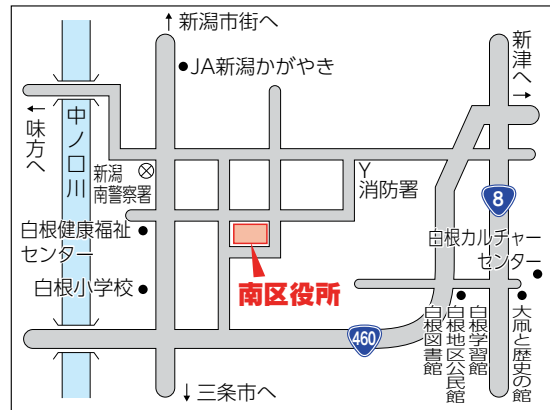 ↑新潟市街へ
●JA新潟かがやき
新津へ→
←味方へ
中ノ口川
新潟
南警察署
Y
消防署
8
白根健康福祉
センター
白根カルチャー
センター
南区役所
白根小学校
460
白根図書館
白根地区公民館
白根学習館
大凧と歴史の館
↓三条市へ